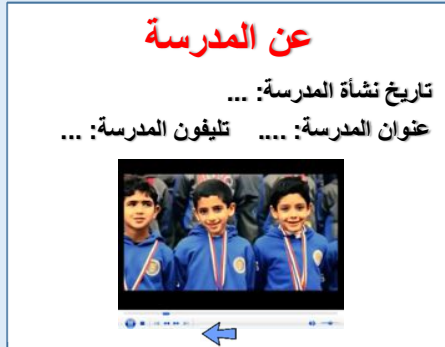 عن المدرسة
تاريخ نشأة المدرسة: ...
عنوان المدرسة: .... تليفون المدرسة: ...